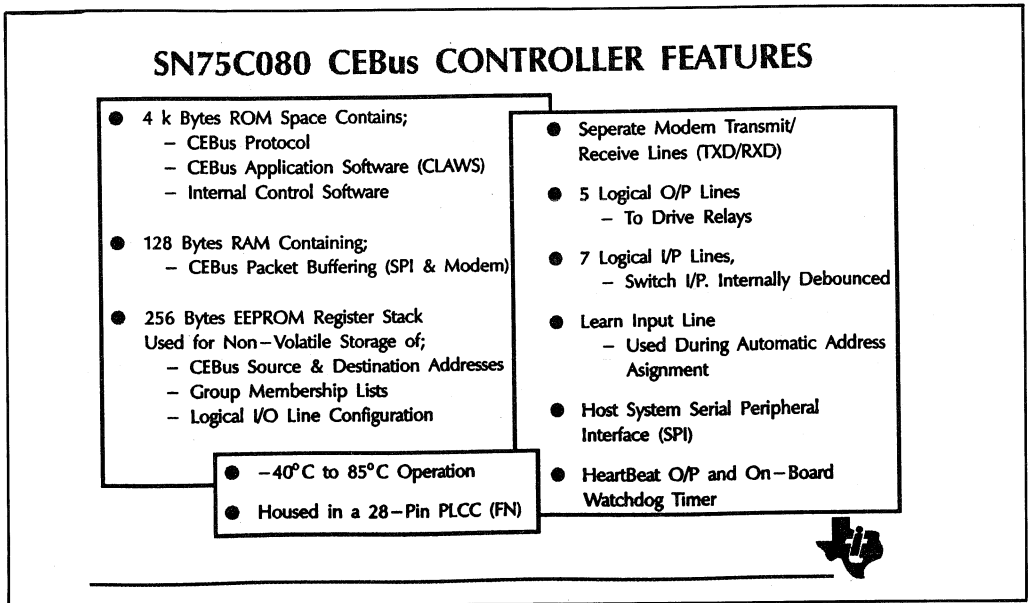 SN75C080 CEBus CONTROLLER FEATURES
● 4 k Bytes ROM Space Contains;
– CEBus Protocol
– CEBus Application Software (CLAWS)
– Internal Control Software
● 128 Bytes RAM Containing;
– CEBus Packet Buffering (SPI & Modem)
● 256 Bytes EEPROM Register Stack
Used for Non–Volatile Storage of;
– CEBus Source & Destination Addresses
– Group Membership Lists
– Logical I/O Line Configuration
● –40°C to 85°C Operation
● Housed in a 28–Pin PLCC (FN)
● Seperate Modem Transmit/
Receive Lines (TXD/RXD)
● 5 Logical O/P Lines
– To Drive Relays
● 7 Logical I/P Lines,
– Switch I/P. Internally Debounced
● Learn Input Line
– Used During Automatic Address
Asignment
● Host System Serial Peripheral
Interface (SPI)
● HeartBeat O/P and On–Board
Watchdog Timer